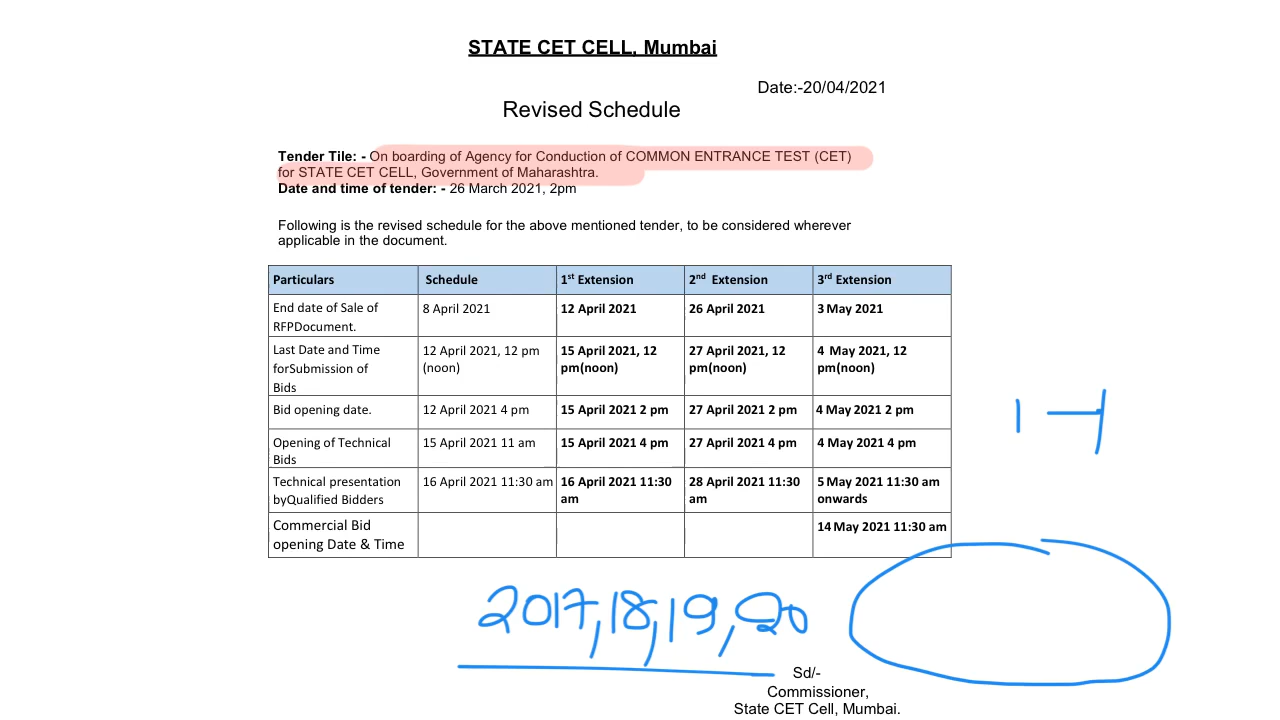 STATE CET CELL, Mumbai
Date:-20/04/2021
Revised Schedule
Tender Tile: - On boarding of Agency for Conduction of COMMON ENTRANCE TEST (CET)
for STATE CET CELL, Government of Maharashtra.
Date and time of tender: - 26 March 2021, 2pm
Following is the revised schedule for the above mentioned tender, to be considered wherever
applicable in the document.
Particulars Schedule 1st Extension 2nd Extension 3rd Extension
End date of Sale of 8 April 2021 12 April 2021 26 April 2021 3 May 2021
RFPDocument.
Last Date and Time 12 April 2021, 12 pm 15 April 2021, 12 27 April 2021, 12 4 May 2021, 12
forSubmission of (noon) pm(noon) pm(noon) pm(noon)
Bids
Bid opening date. 12 April 2021 4 pm 15 April 2021 2 pm 27 April 2021 2 pm 4 May 2021 2 pm
Opening of Technical 15 April 2021 11 am 15 April 2021 4 pm 27 April 2021 4 pm 4 May 2021 4 pm
Bids
Technical presentation 16 April 2021 11:30 am 16 April 2021 11:30 28 April 2021 11:30 5 May 2021 11:30 am
byQualified Bidders am am onwards
Commercial Bid 14 May 2021 11:30 am
opening Date & Time
2017,18,19,20
Sd/-
Commissioner,
State CET Cell, Mumbai.